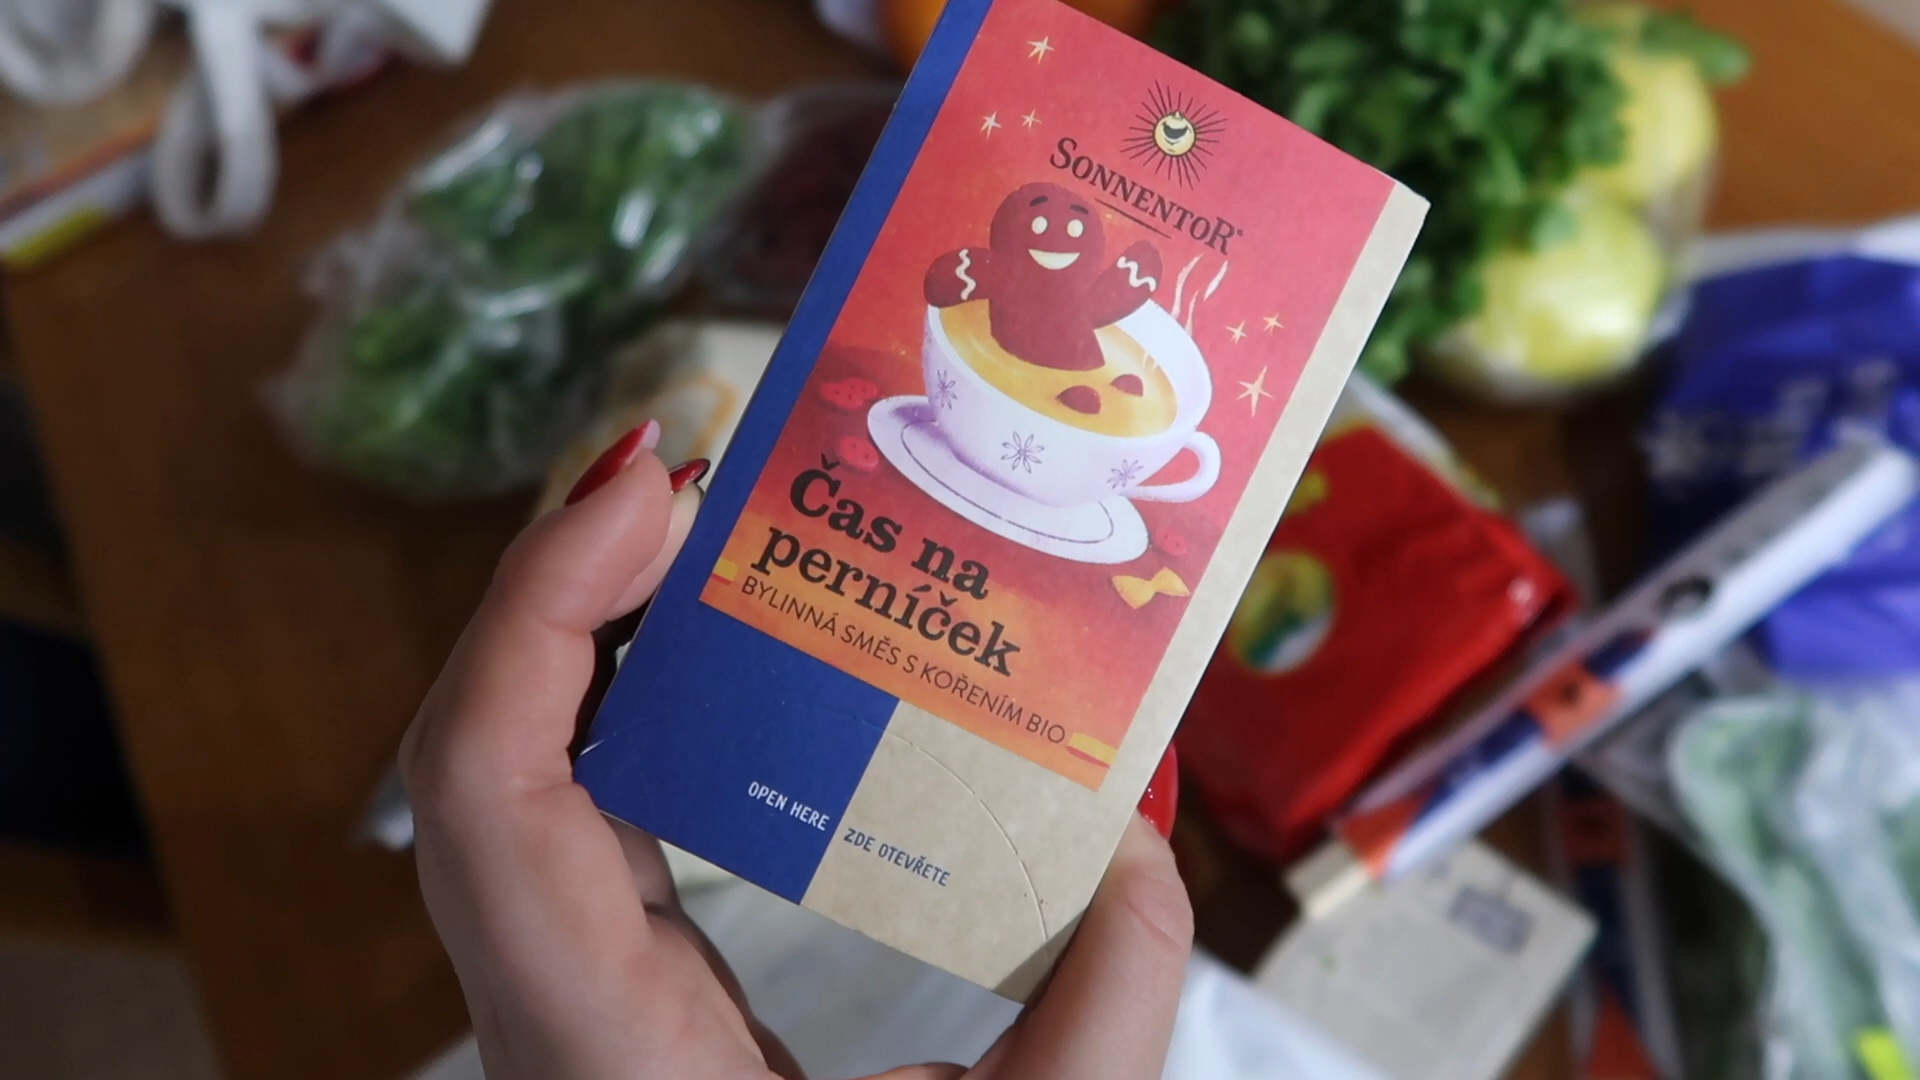 SONNENTOR
Čas na
perníček
BYLINNÁ SMĚS S KOŘENÍM BIO
OPEN HERE
ZDE OTEVŘETE